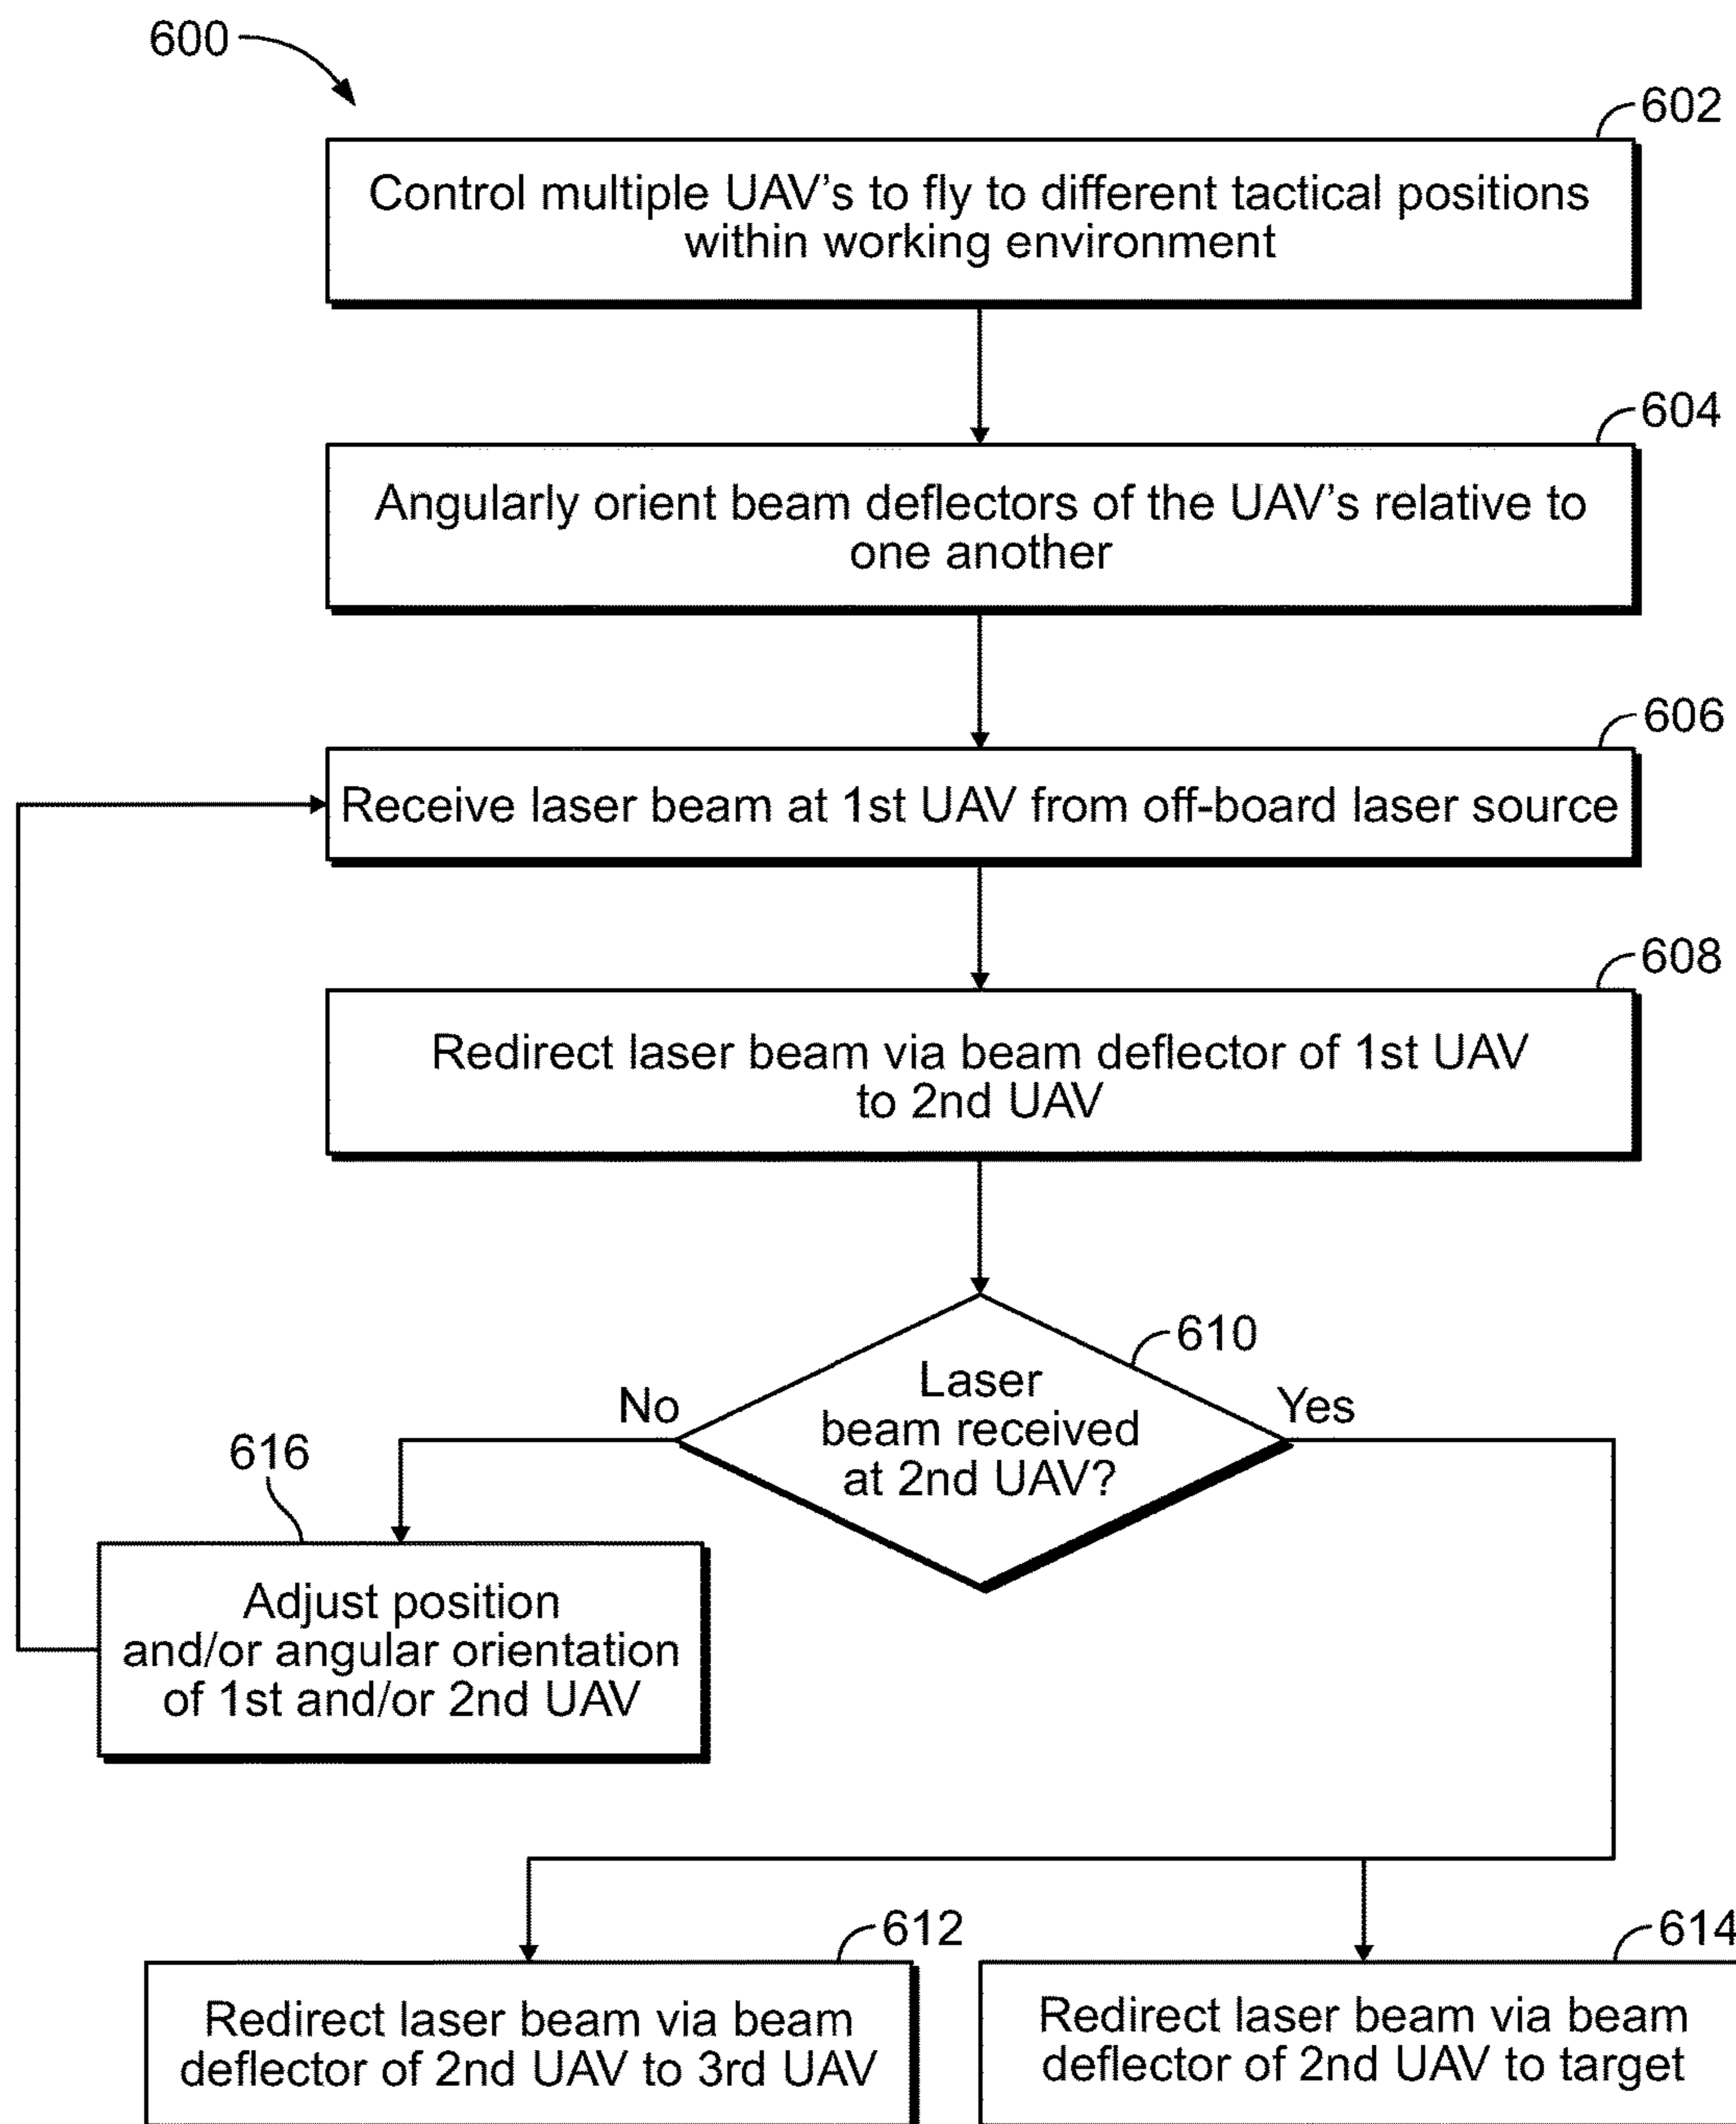 600
602
Control multiple UAV's to fly to different tactical positions
within working environment
604
Angularly orient beam deflectors of the UAV's relative to
one another
606
Receive laser beam at 1st UAV from off-board laser source
608
Redirect laser beam via beam deflector of 1st UAV
to 2nd UAV
610
Laser
beam received
at 2nd UAV?
No
Yes
616
Adjust position
and/or angular orientation
of 1st and/or 2nd UAV
612
Redirect laser beam via beam
deflector of 2nd UAV to 3rd UAV
614
Redirect laser beam via beam
deflector of 2nd UAV to target